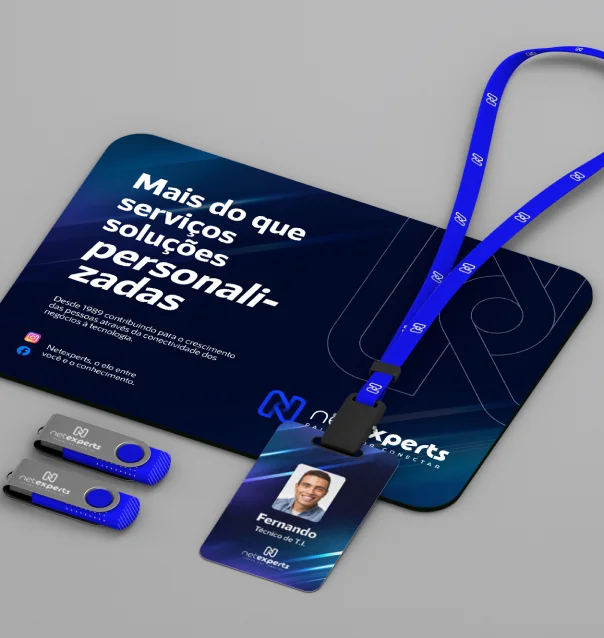 Mais do que
serviços
soluções
personali-
zadas
Desde 1989 contribuindo para o crescimento
das pessoas através da conectividade dos
negócios à tecnologia.
Netexperts, o elo entre
você e o conhecimento.
netexperts
CONECTAR
netexperts
netexperts
Fernando
Técnico de T.I.
netexperts